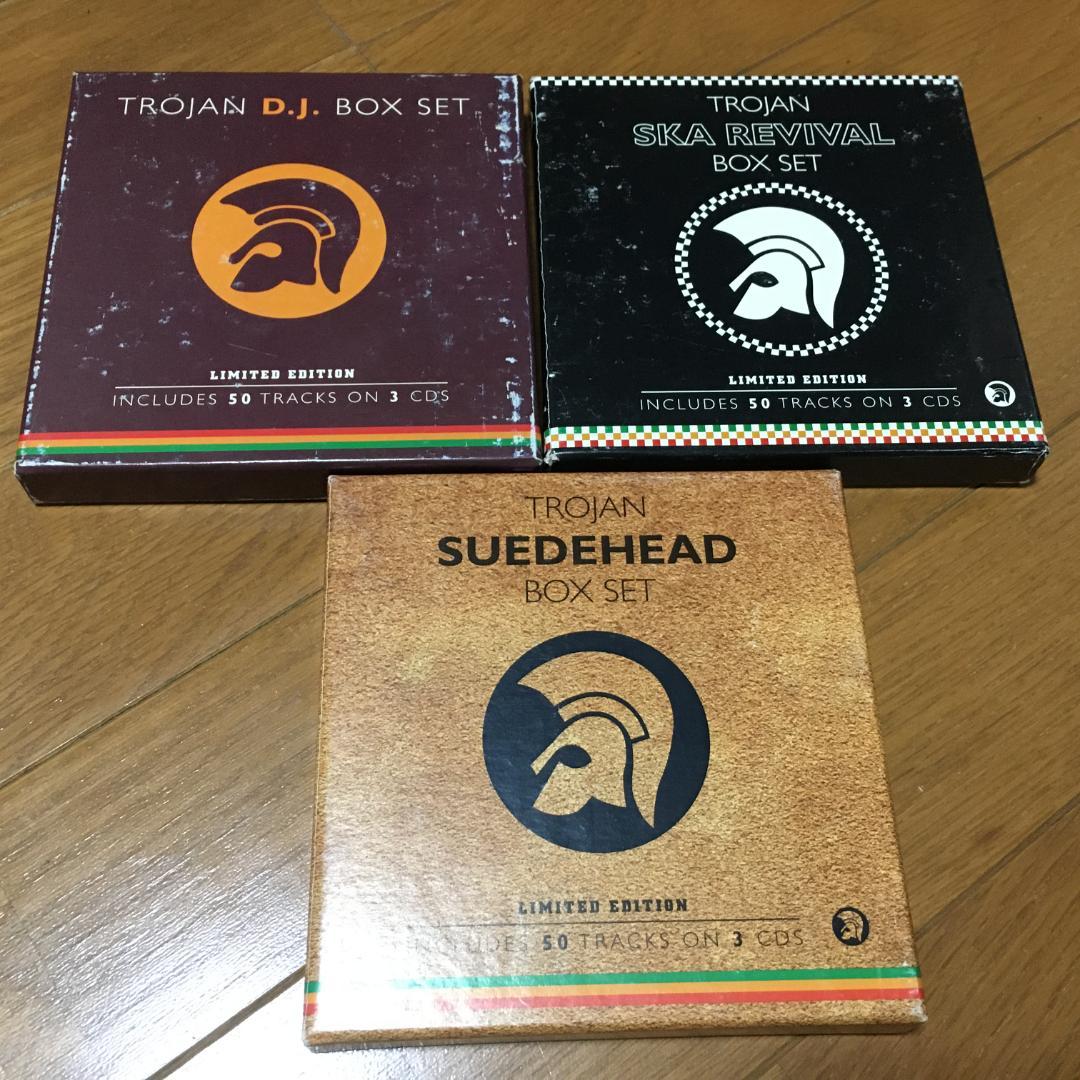 TROJAN D.J. BOX SET
LIMITED EDITION
INCLUDES 50 TRACKS ON 3 CDS
TROJAN
SKA REVIVAL
BOX SET
LIMITED EDITION
INCLUDES 50 TRACKS ON 3 CDS
TROJAN
SUEDEHEAD
BOX SET
LIMITED EDITION
INCLUDES 50 TRACKS ON 3 CDS